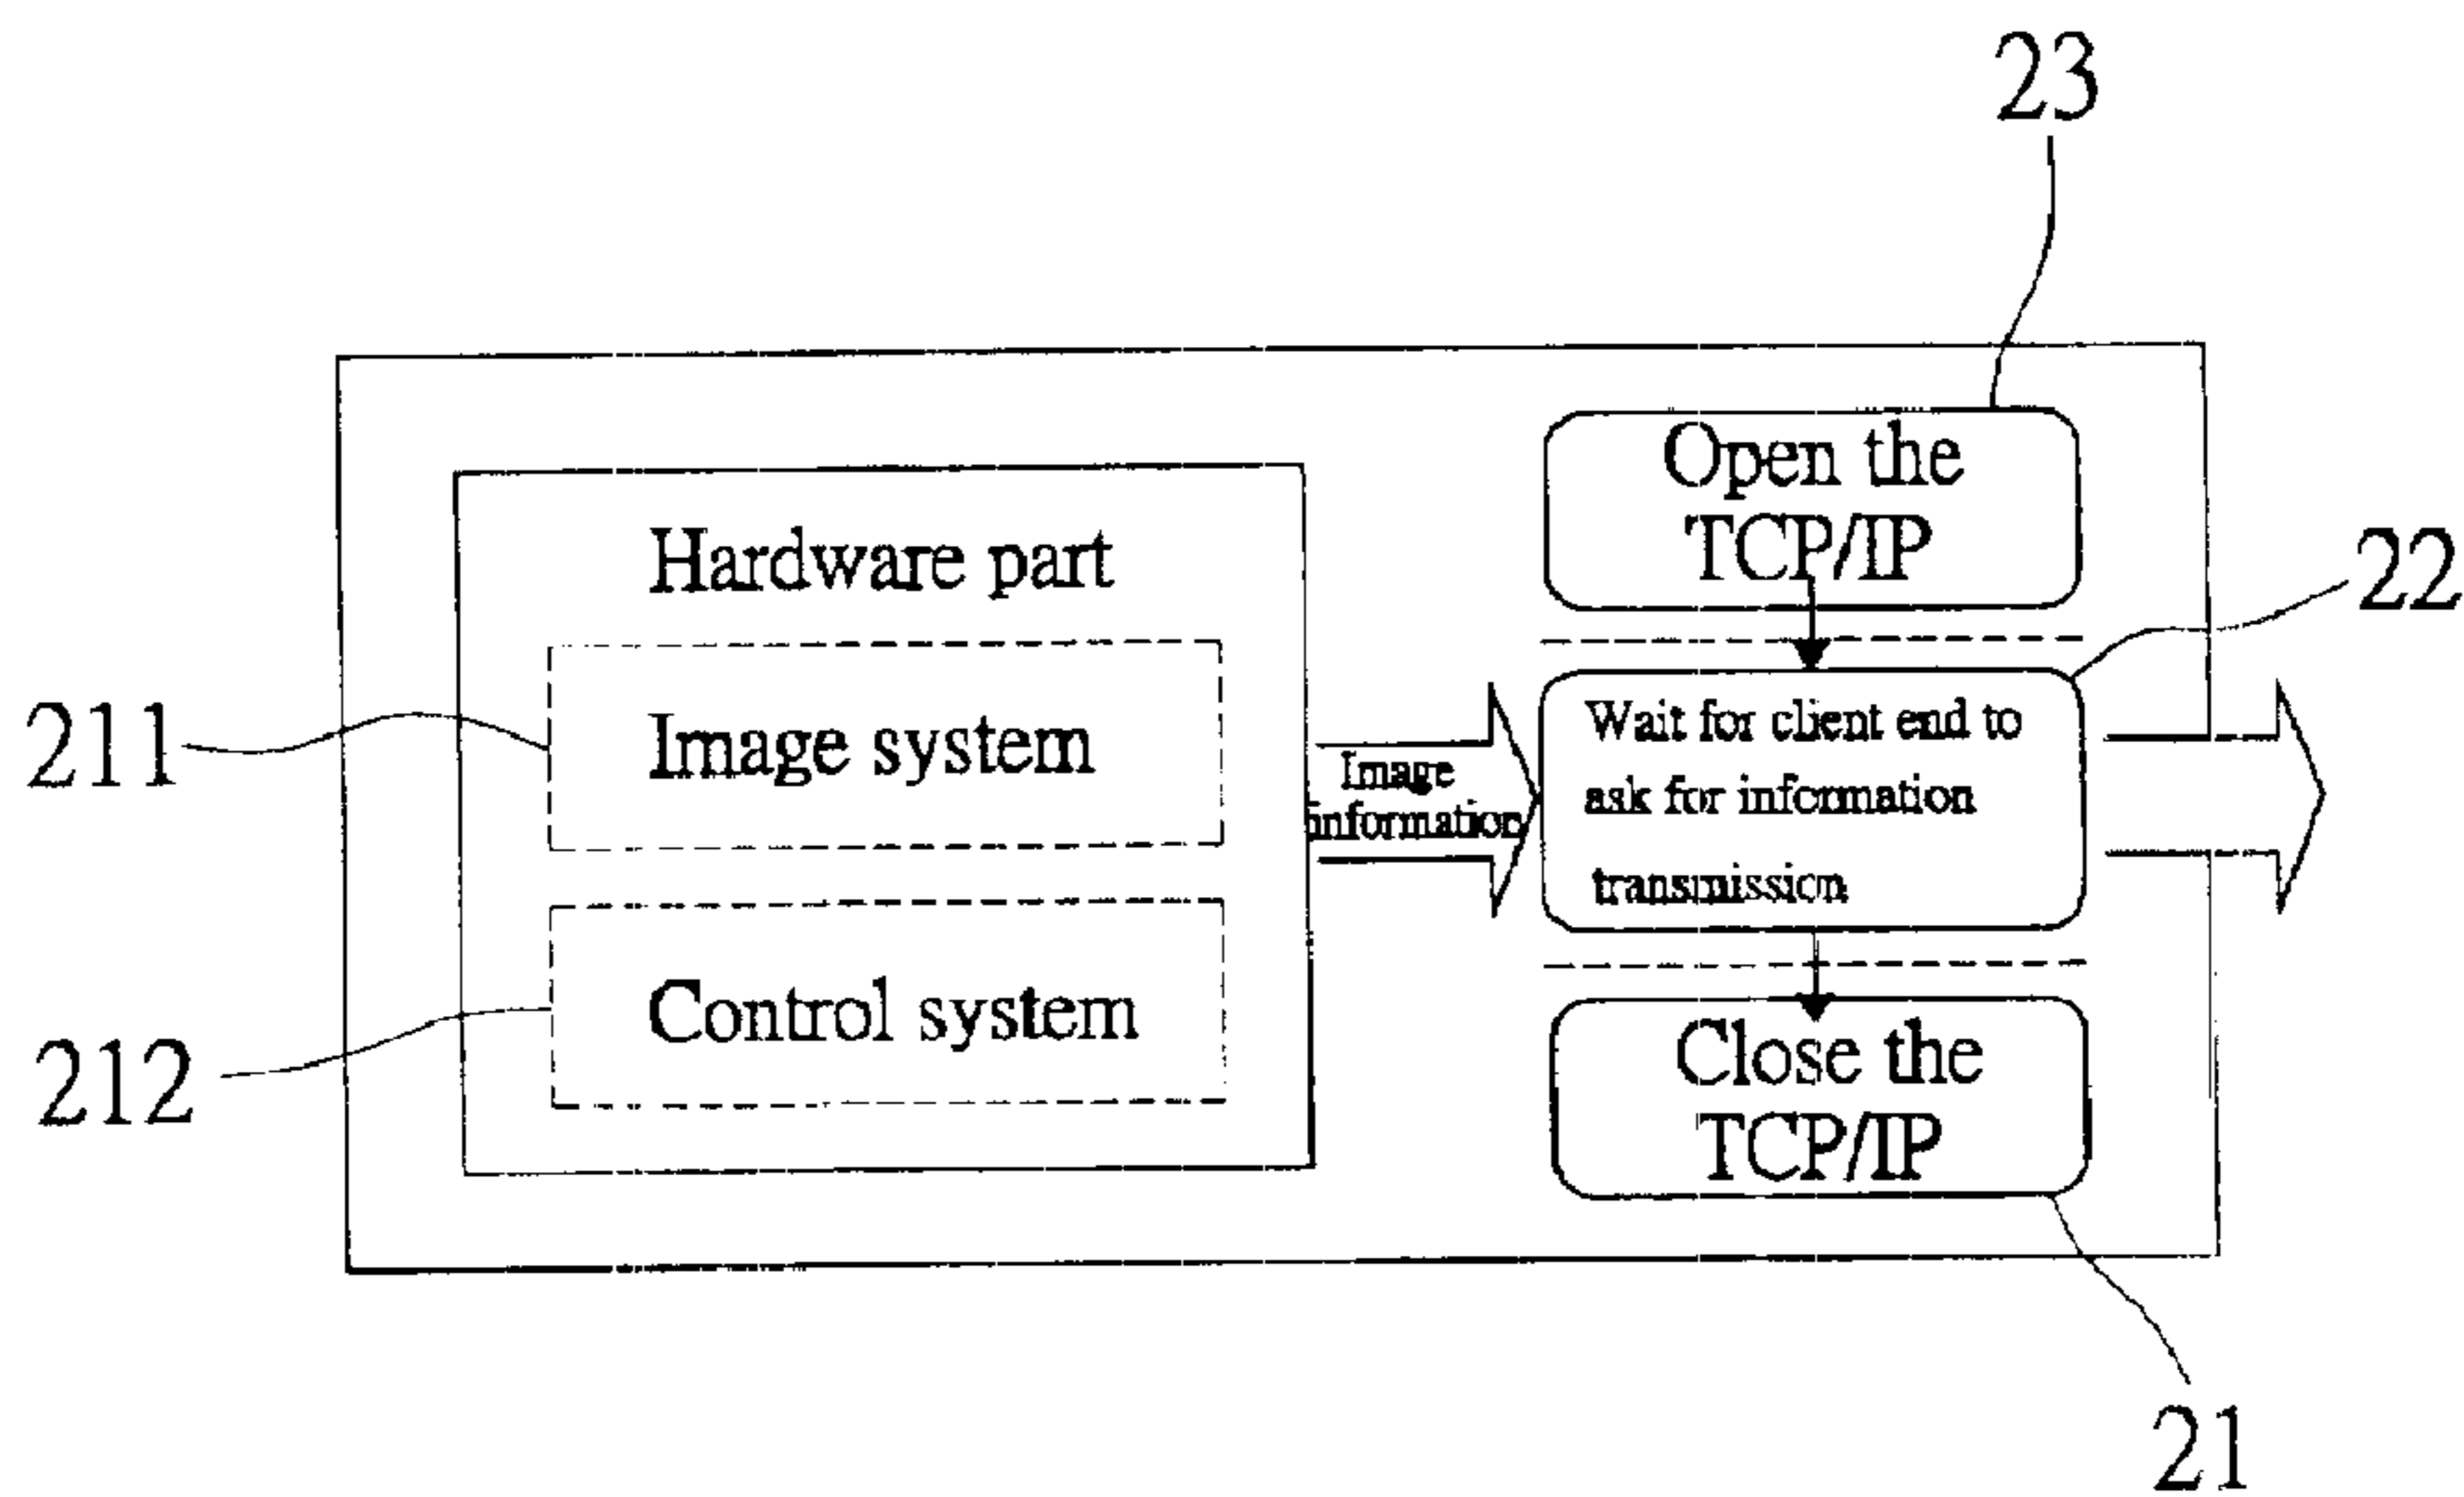 23
Open the
TCP/IP
Hardware part
22
Wait for client end to
ask for information
transmission
211
Image system
Image
information
Control system
212
Close the
TCP/IP
21